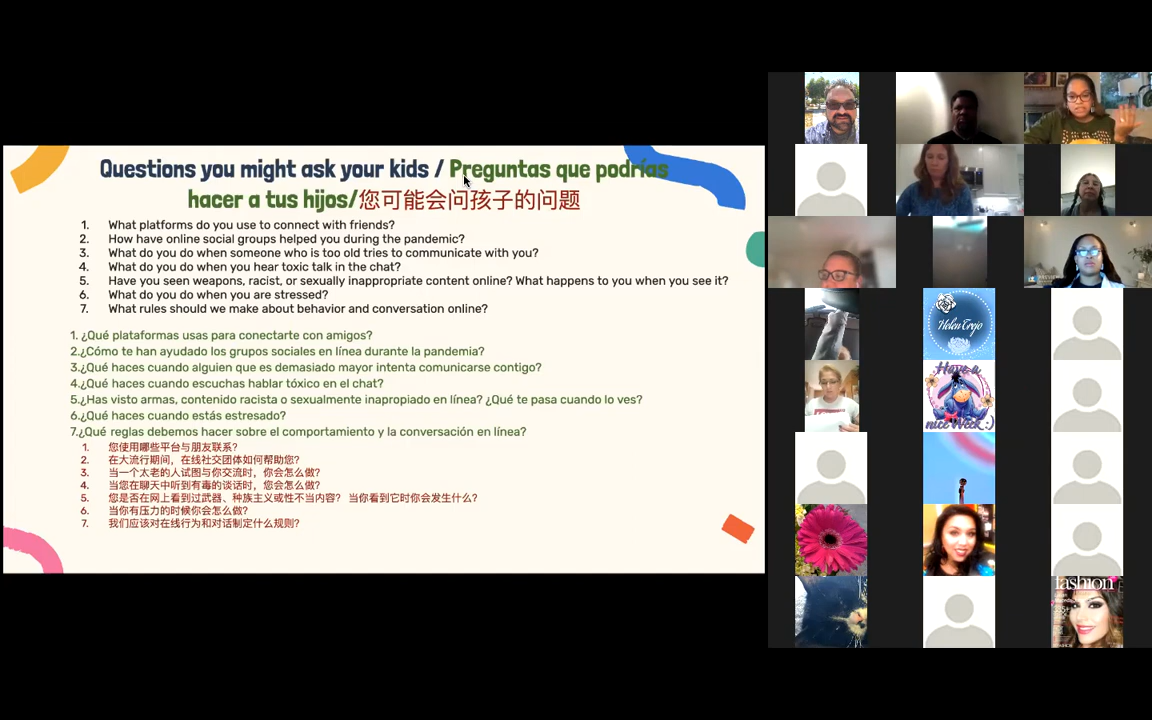 Questions you might ask your kids / Preguntas que podrías
hacer a tus hijos/您可能会问孩子的问题
1. What platforms do you use to connect with friends?
2. How have online social groups helped you during the pandemic?
3. What do you do when someone who is too old tries to communicate with you?
4. What do you do when you hear toxic talk in the chat?
5. Have you seen weapons, racist, or sexually inappropriate content online? What happens to you when you see it?
6. What do you do when you are stressed?
7. What rules should we make about behavior and conversation online?
1. ¿Qué plataformas usas para conectarte con amigos?
2.¿Cómo te han ayudado los grupos sociales en línea durante la pandemia?
3.¿Qué haces cuando alguien que es demasiado mayor intenta comunicarse contigo?
4.¿Qué haces cuando escuchas hablar tóxico en el chat?
5.¿Has visto armas, contenido racista o sexualmente inapropiado en línea? ¿Qué te pasa cuando lo ves?
6.¿Qué haces cuando estás estresado?
7.¿Qué reglas debemos hacer sobre el comportamiento y la conversación en línea?
1. 您使用哪些平台与朋友联系?
2. 在大流行期间，在线社交团体如何帮助您?
3. 当一个太老的人试图与你交流时，你会怎么做?
4. 当您在聊天中听到有毒的谈话时，您会怎么做?
5. 您是否在网上看到过武器、种族主义或性不当内容? 当你看到它时你会发生什么?
6. 当你有压力的时候你会怎么做?
7. 我们应该对在线行为和对话制定什么规则?
Helen Trejo
Have a
nice Week :)
fashion